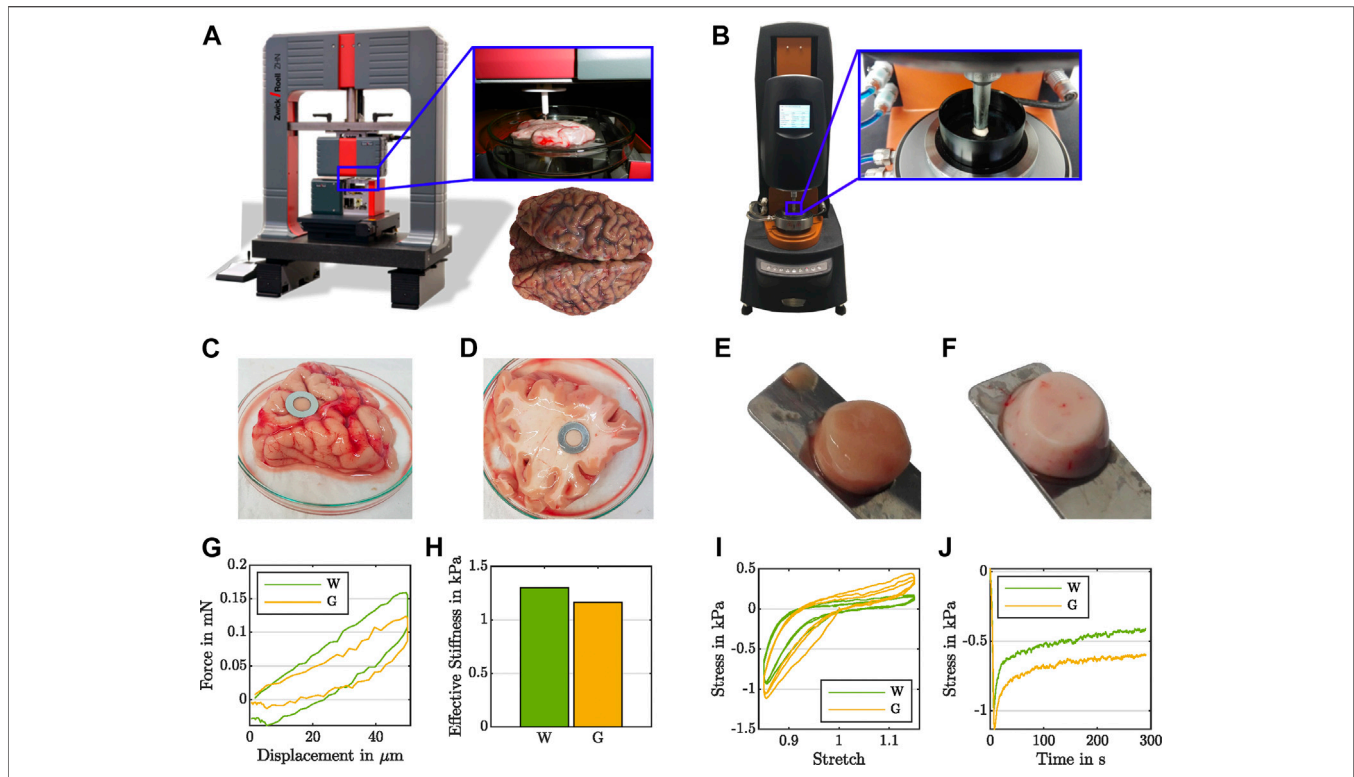 A
B
Zwick / Roell ZHN
C
D
E
F
G
Force in mN
0.2
0.15
0.1
0.05
0
W
G
0
20
40
Displacement in μm
H
Effective Stiffness in kPa
1.5
1
0.5
0
W
G
I
Stress in kPa
0.5
0
-0.5
-1
-1.5
W
G
0.9
1
1.1
Stretch
J
Stress in kPa
0
-0.5
-1
W
G
0
100
200
300
Time in s